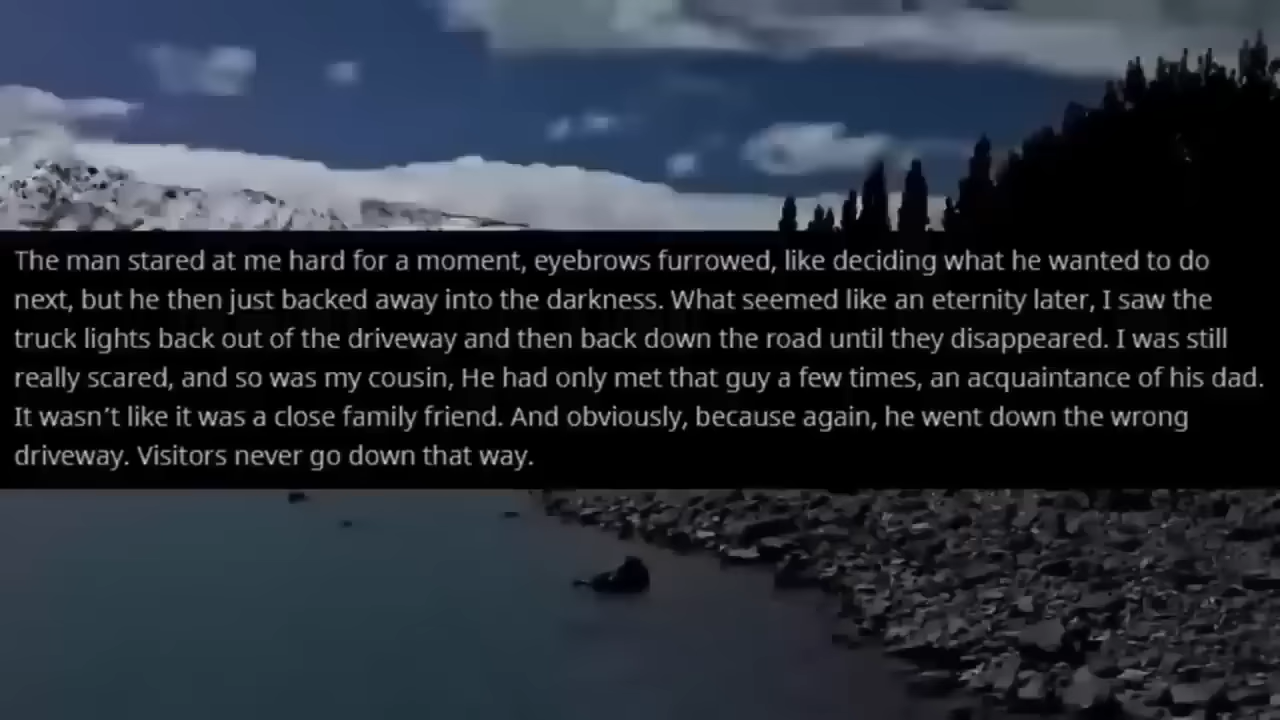 The man stared at me hard for a moment, eyebrows furrowed, like deciding what he wanted to do
next, but he then just backed away into the darkness. What seemed like an eternity later, I saw the
truck lights back out of the driveway and then back down the road until they disappeared. I was still
really scared, and so was my cousin, He had only met that guy a few times, an acquaintance of his dad.
It wasn't like it was a close family friend. And obviously, because again, he went down the wrong
driveway. Visitors never go down that way.